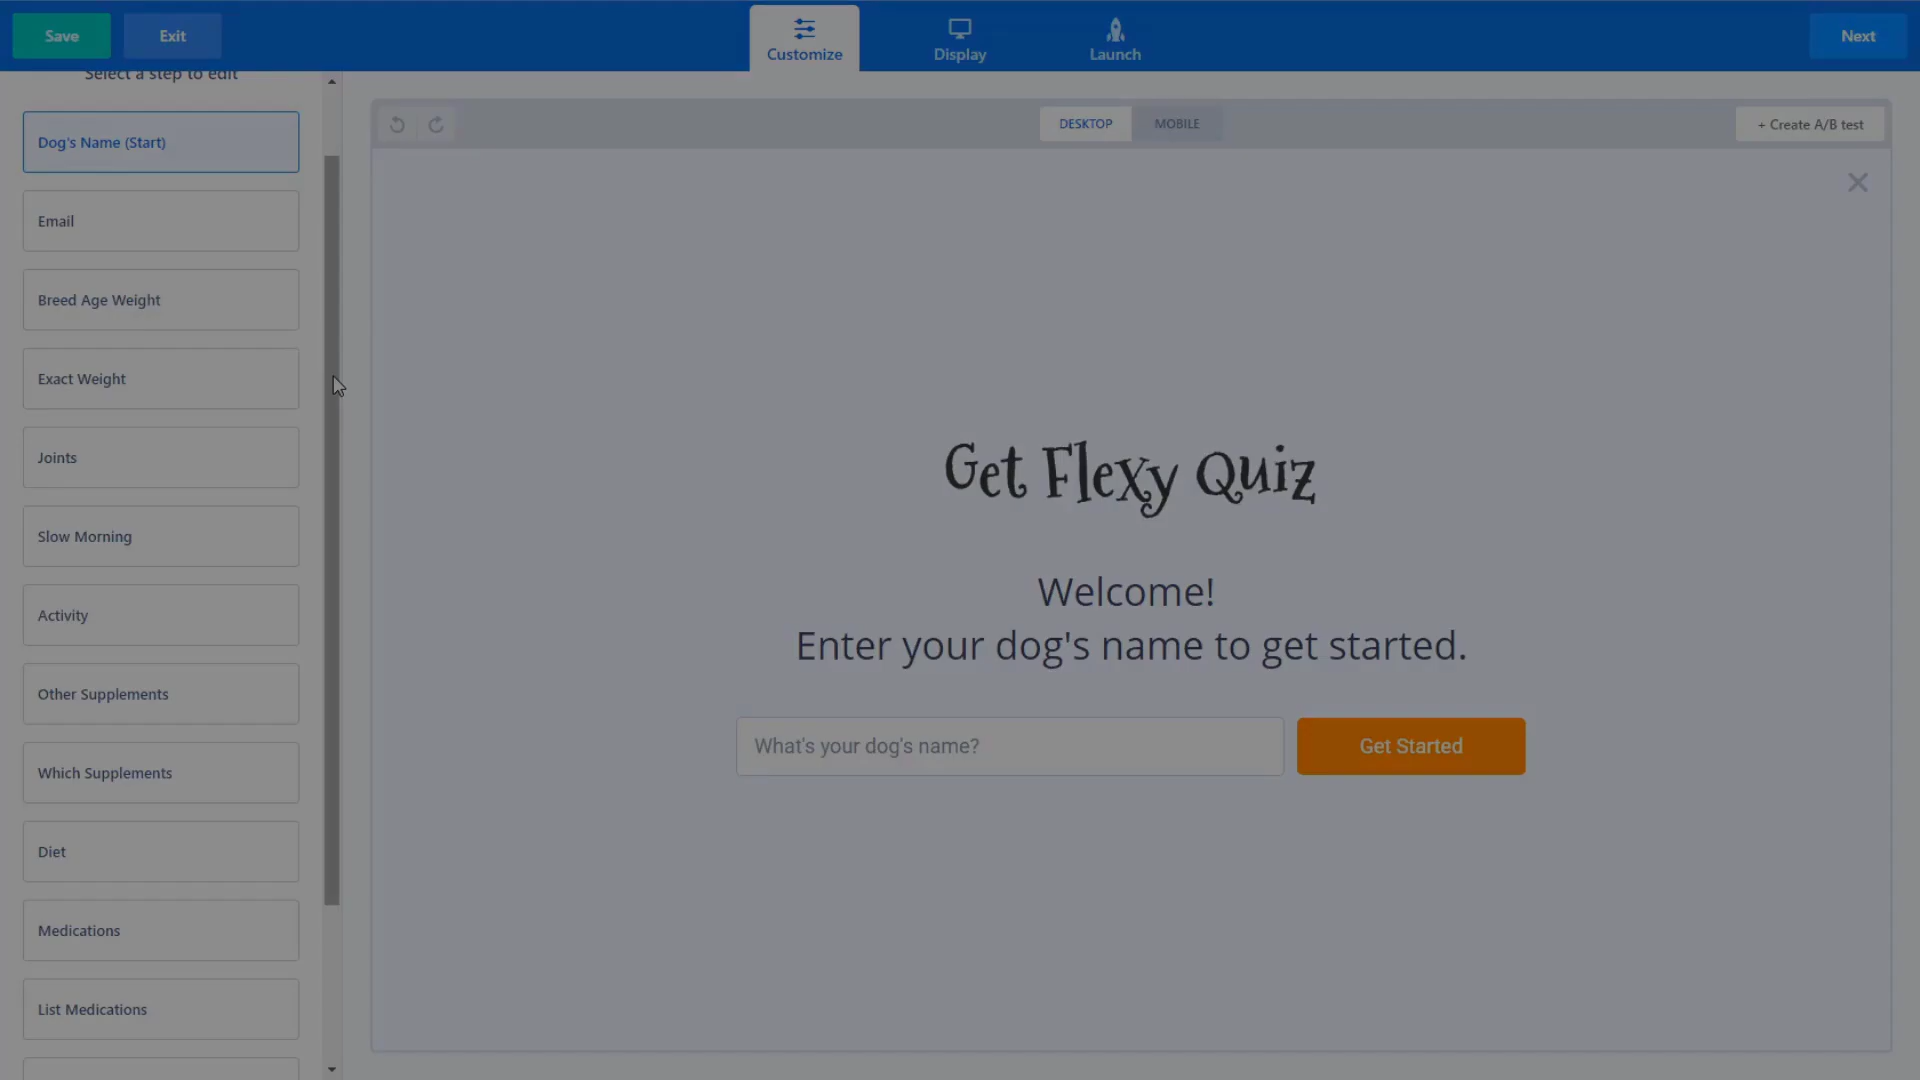 Save
Exit
Customize
Display
Launch
Next
Select a step to edit
Dog's Name (Start)
Email
Breed Age Weight
Exact Weight
Joints
Slow Morning
Activity
Other Supplements
Which Supplements
Diet
Medications
List Medications
DESKTOP
MOBILE
+ Create A/B test
Get Flexy Quiz
Welcome!
Enter your dog's name to get started.
What's your dog's name?
Get Started